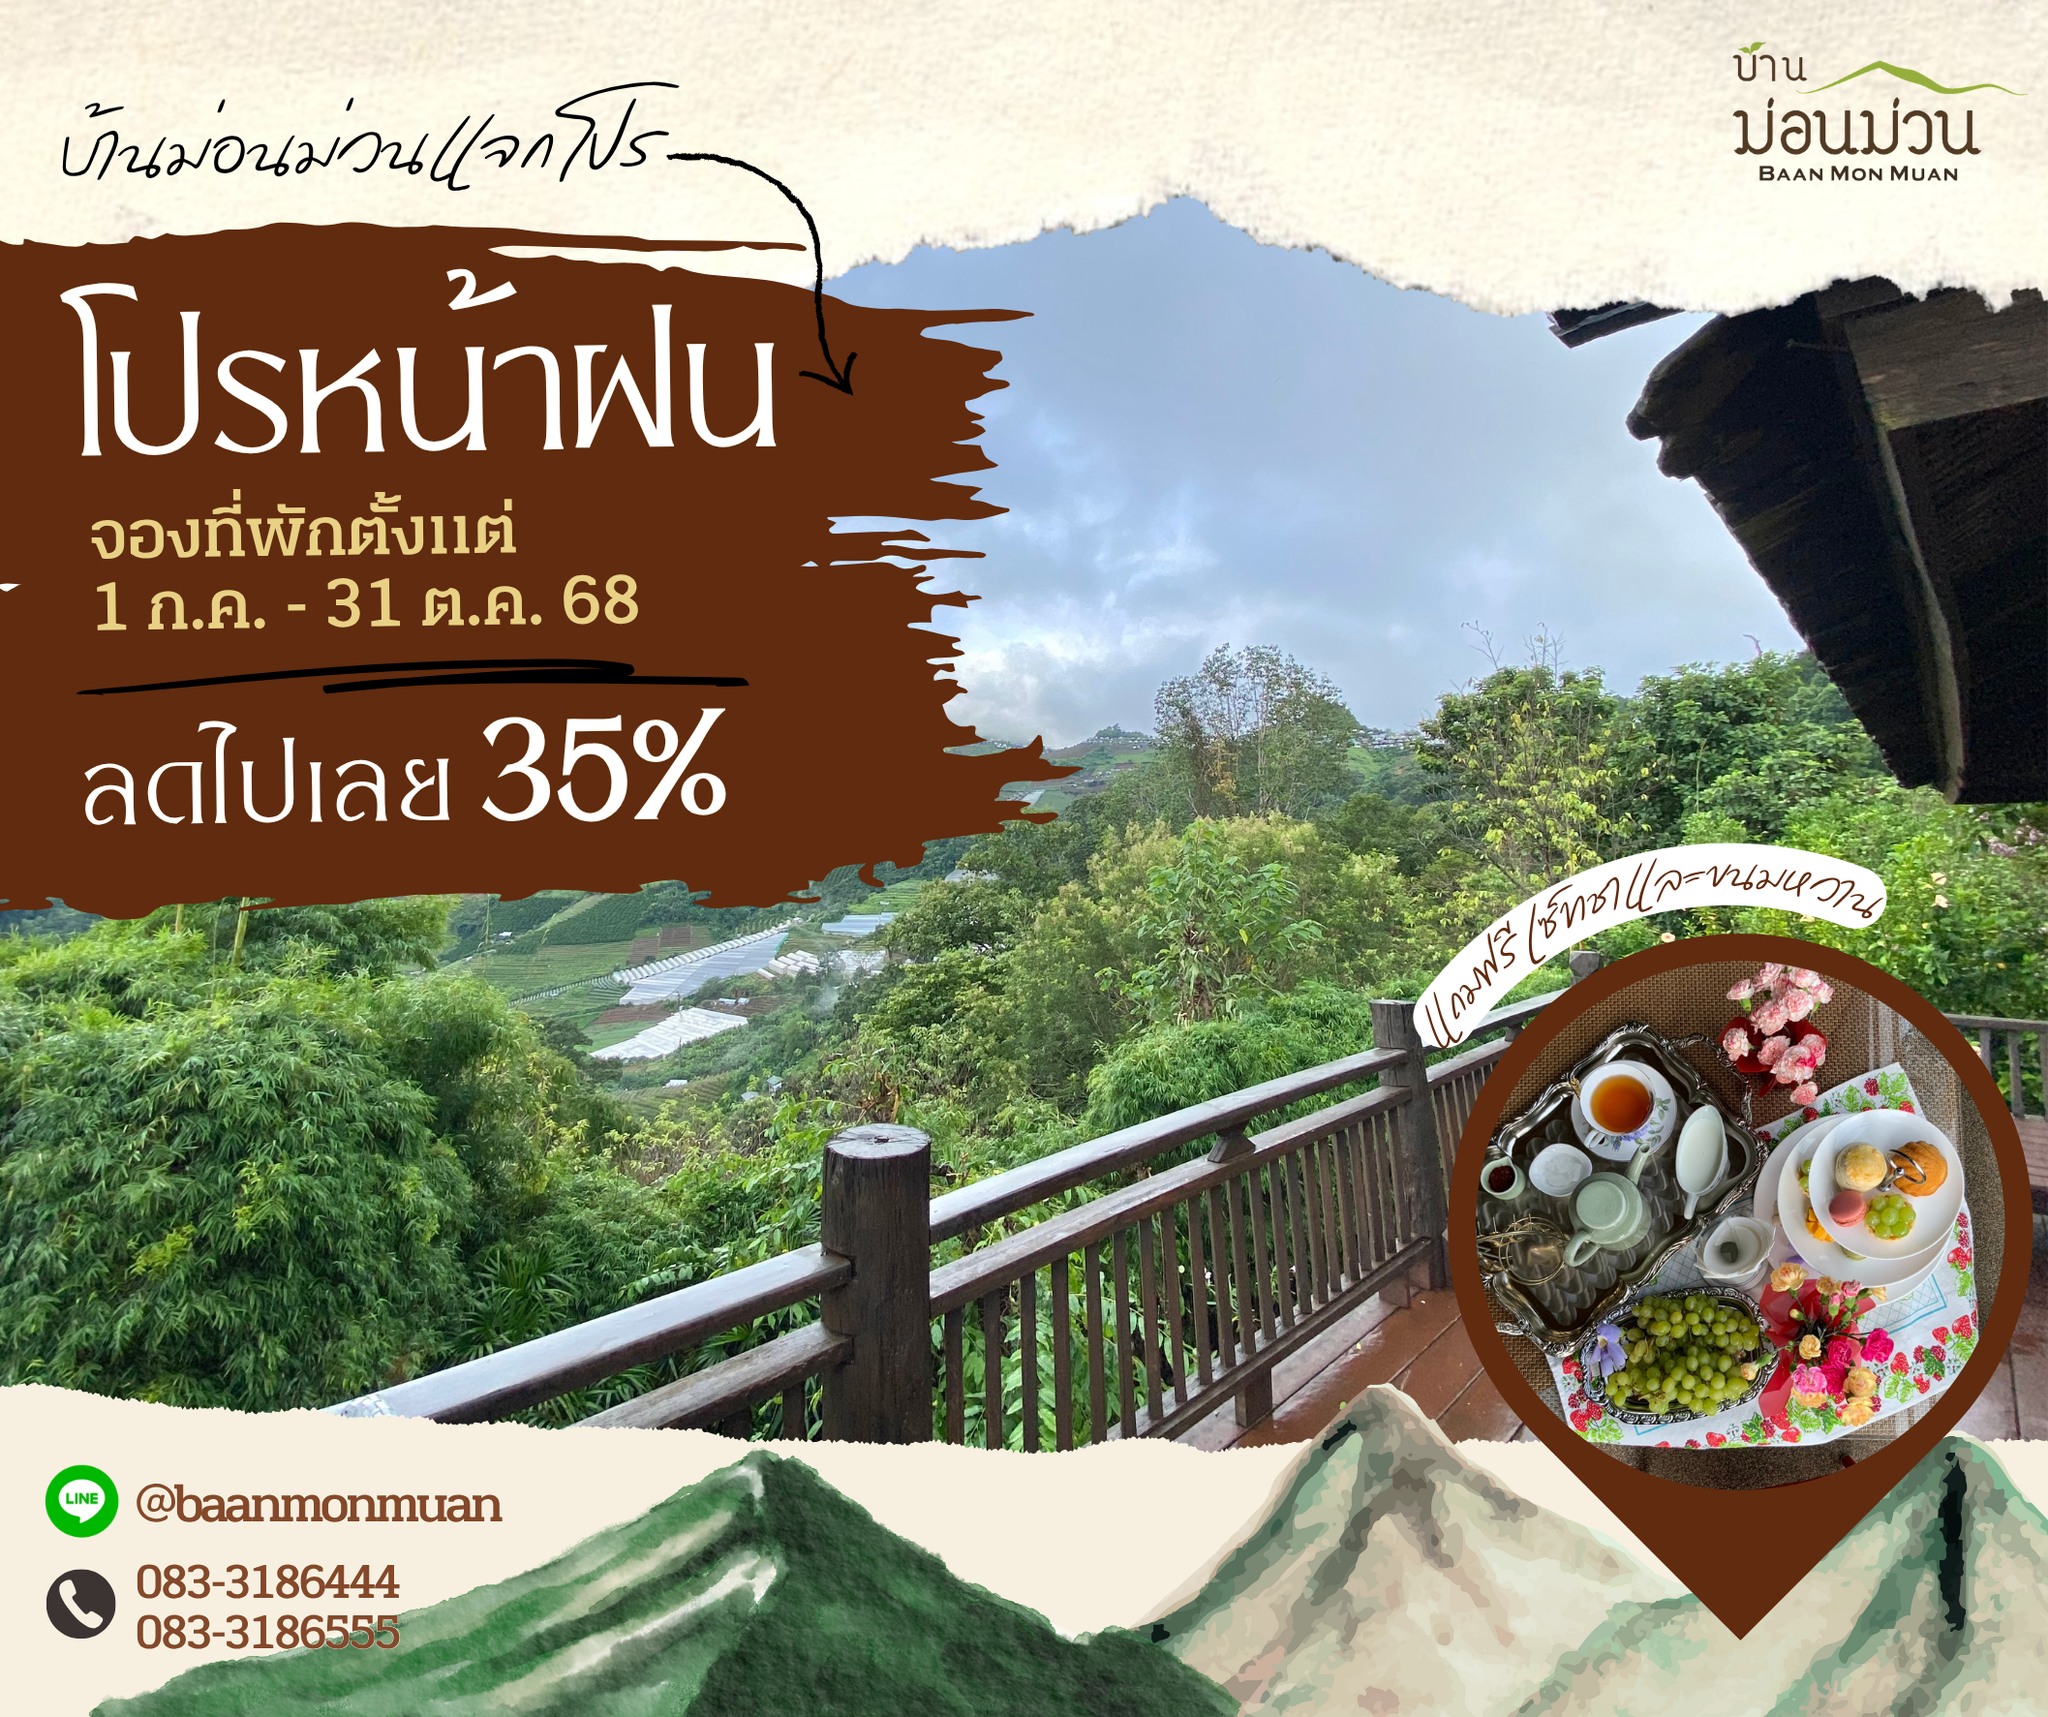 บ้านม่อนม่วนแจกโปร
บ้าน
ม่อนม่วน
BAAN MON MUAN
โปรหน้าฝน
จองที่พักตั้งแต่
1 ก.ค. - 31 ต.ค. 68
ลดไปเลย 35%
แถมฟรี เซ็ทชาและขนมหวาน
LINE
@baanmonmuan
083-3186444
083-3186555